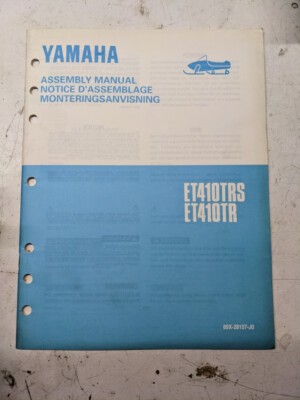 YAMAHA
ASSEMBLY MANUAL
NOTICE D'ASSEMBLAGE
MONTERINGSANVISNING
ET410TRS
ET410TR